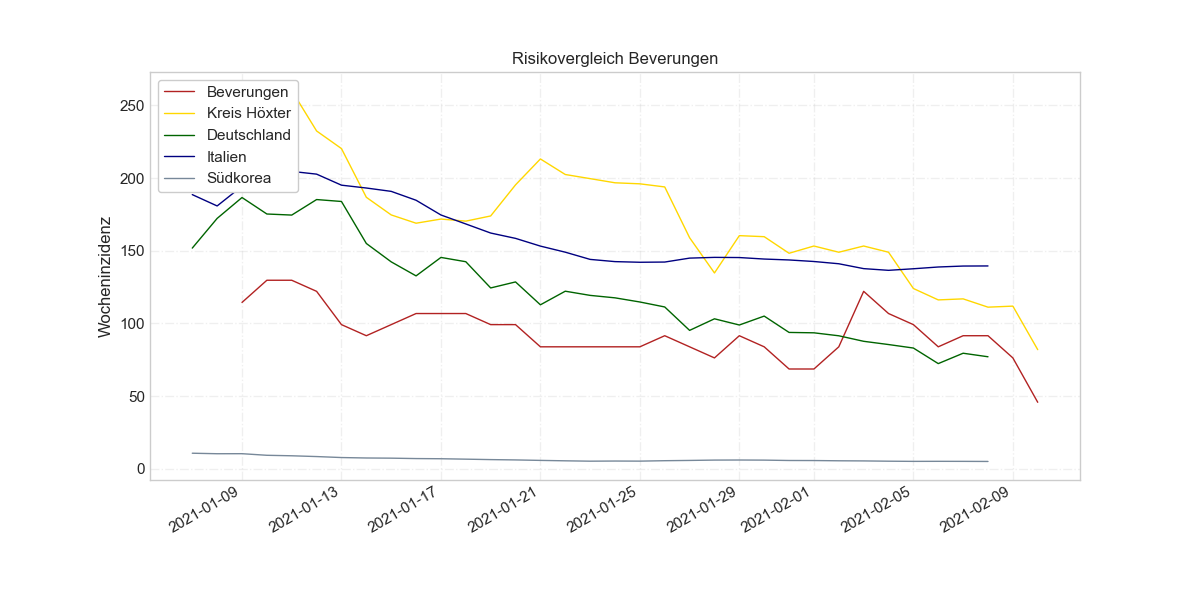 Risikovergleich Beverungen
Beverungen
Kreis Höxter
Deutschland
Italien
Südkorea
Wocheninzidenz
250
200
150
100
50
0
2021-01-09
2021-01-13
2021-01-17
2021-01-21
2021-01-25
2021-01-29
2021-02-01
2021-02-05
2021-02-09